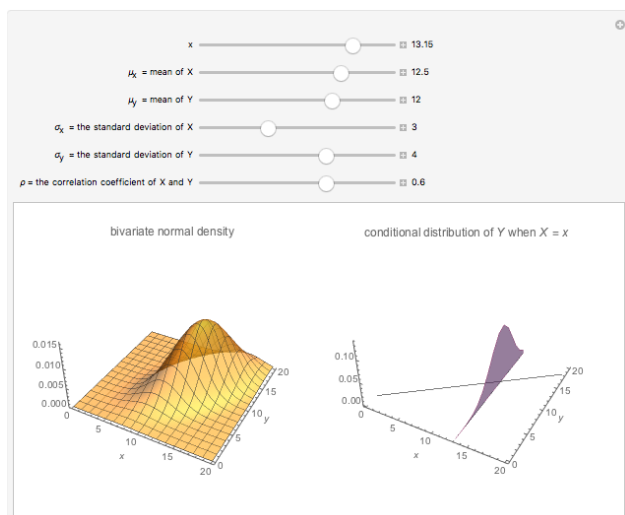 x 13.15
μx = mean of X 12.5
μy = mean of Y 12
σx = the standard deviation of X 3
σy = the standard deviation of Y 4
ρ = the correlation coefficient of X and Y 0.6
bivariate normal density
0.015
0.010
0.005
0.000
0
5
10
15
20
x
0
5
10
15
20
y
conditional distribution of Y when X = x
0.10
0.05
0.00
0
5
10
15
20
x
0
5
10
15
20
y